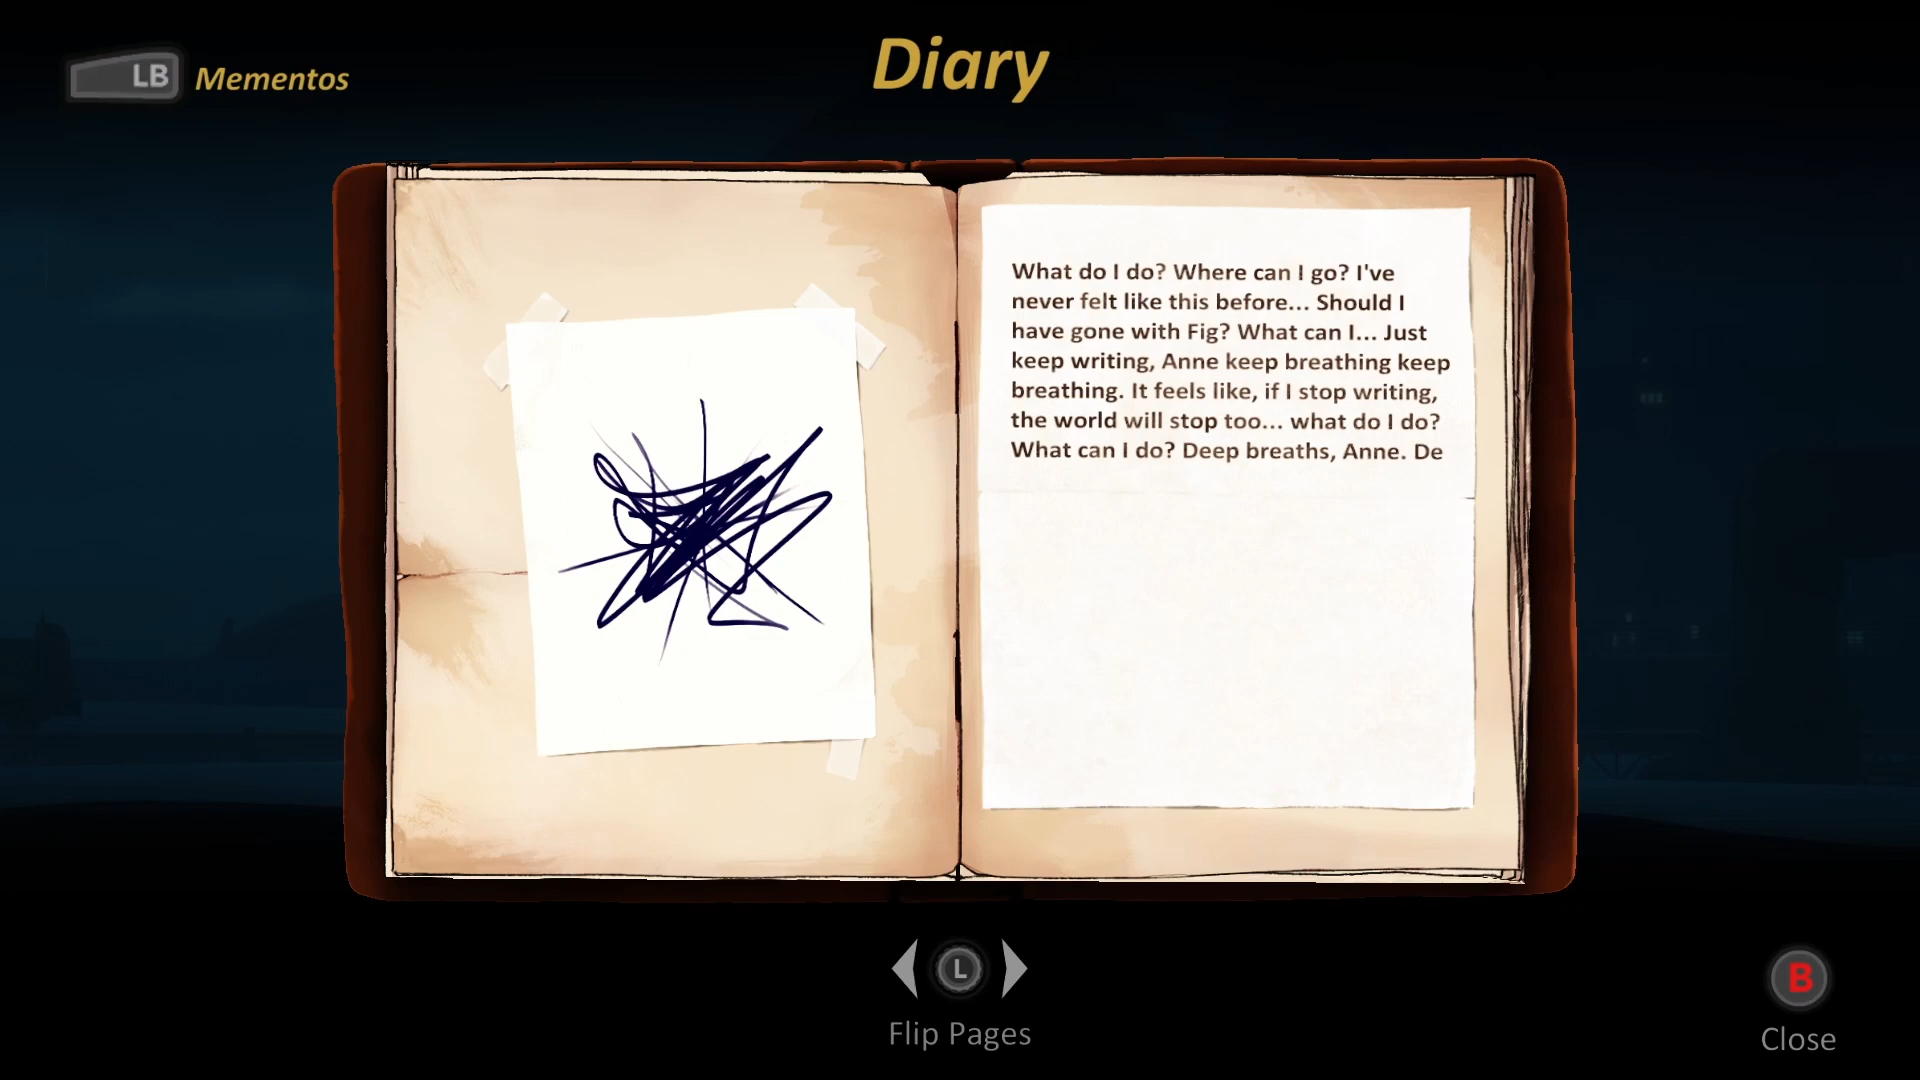 Diary
LB Mementos
What do I do? Where can I go? I've
never felt like this before... Should I
have gone with Fig? What can I... Just
keep writing, Anne keep breathing keep
breathing. It feels like, if I stop writing,
the world will stop too... what do I do?
What can I do? Deep breaths, Anne. De
L
Flip Pages
B
Close